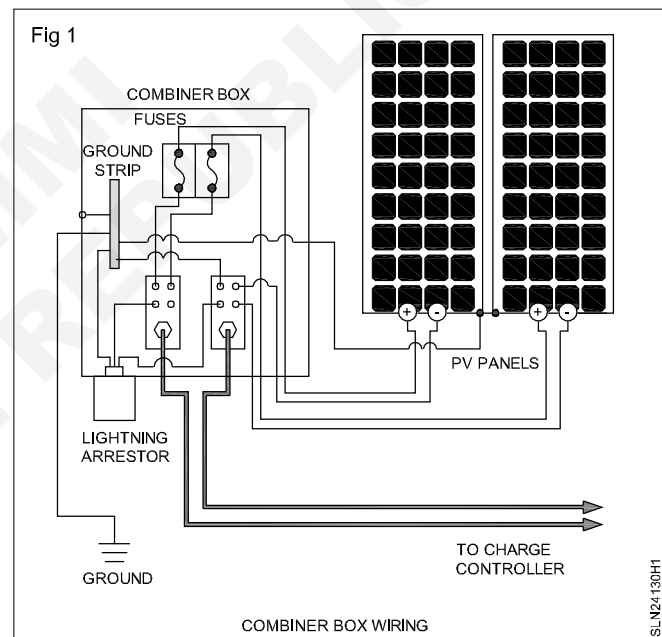 Fig 1
COMBINER BOX
FUSES
GROUND
STRIP
+
-
+
-
PV PANELS
LIGHTNING
ARRESTOR
GROUND
TO CHARGE
CONTROLLER
COMBINER BOX WIRING
SLN24130H1
REPUBLI